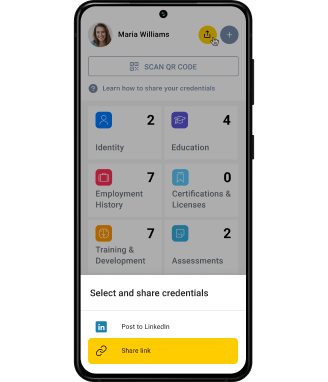 Maria Williams
SCAN QR CODE
Learn how to share your credentials
2
Identity
4
Education
7
Employment
History
0
Certifications &
Licenses
7
Training &
Development
2
Assessments
Select and share credentials
Post to LinkedIn
Share link